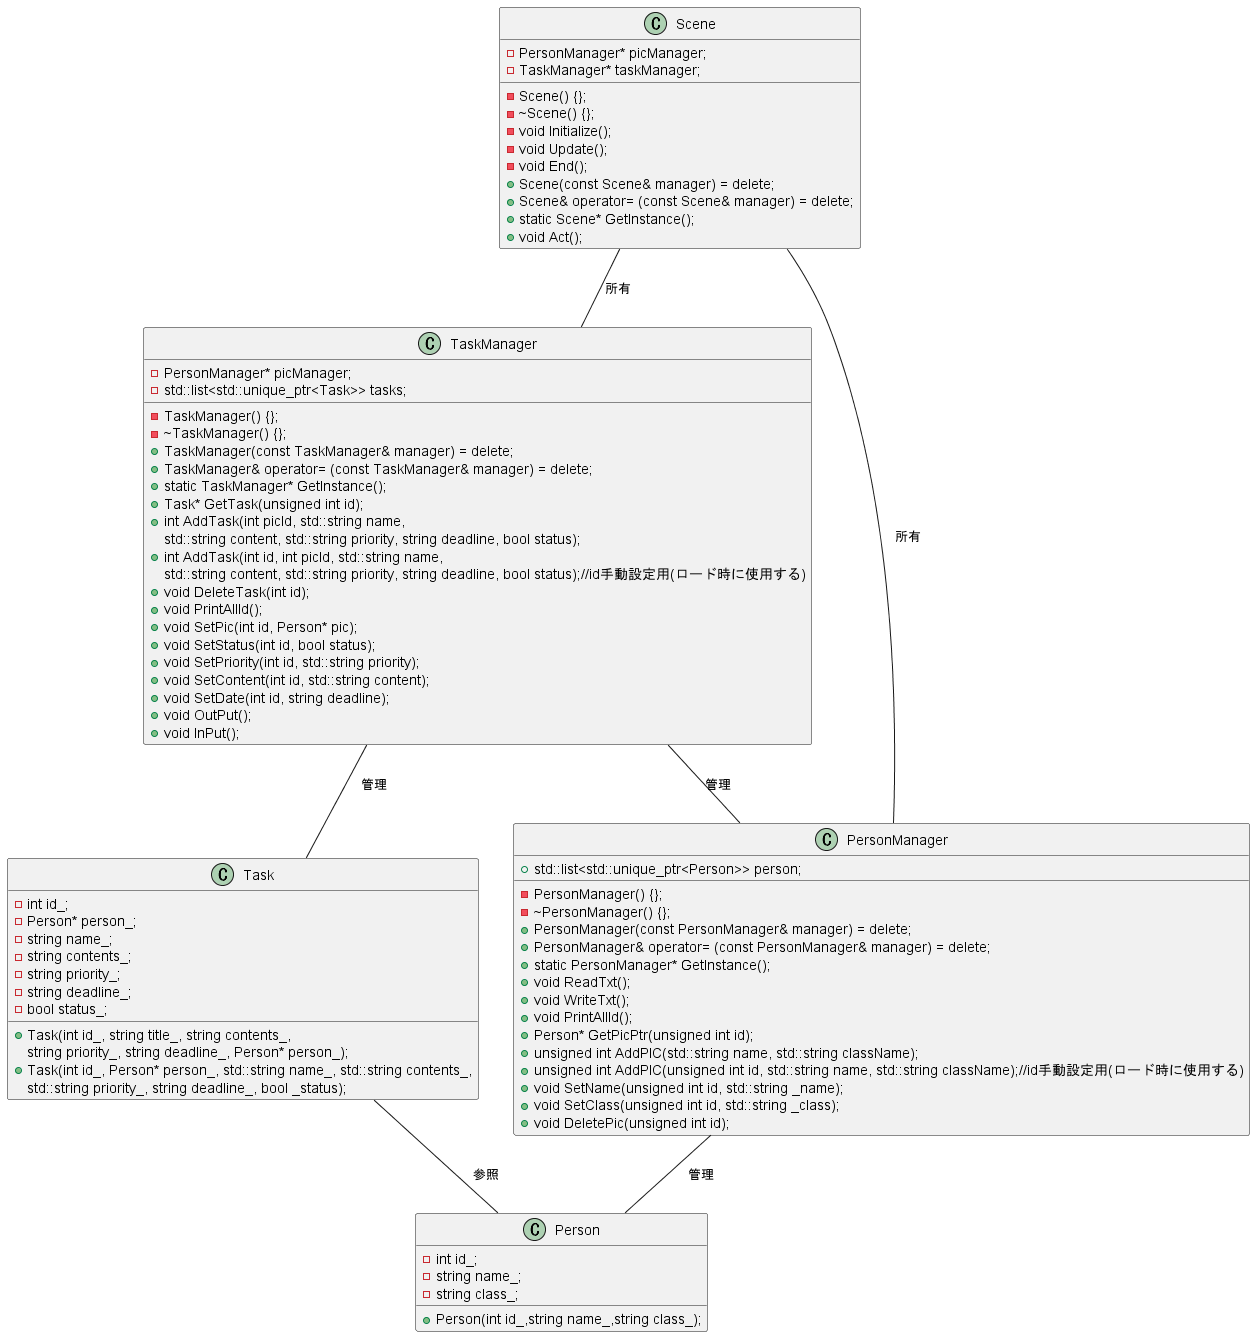 C Scene
PersonManager* picManager;
TaskManager* taskManager;
Scene() {};
~Scene() {};
void Initialize();
void Update();
void End();
Scene(const Scene& manager) = delete;
Scene& operator= (const Scene& manager) = delete;
static Scene* GetInstance();
void Act();
所有
C TaskManager
PersonManager* picManager;
std::list<std::unique_ptr<Task>> tasks;
TaskManager() {};
~TaskManager() {};
TaskManager(const TaskManager& manager) = delete;
TaskManager& operator= (const TaskManager& manager) = delete;
static TaskManager* GetInstance();
Task* GetTask(unsigned int id);
int AddTask(int picId, std::string name,
std::string content, std::string priority, string deadline, bool status);
int AddTask(int id, int picId, std::string name,
std::string content, std::string priority, string deadline, bool status);//id手動設定用(ロード時に使用する)
void DeleteTask(int id);
void PrintAllId();
void SetPic(int id, Person* pic);
void SetStatus(int id, bool status);
void SetPriority(int id, std::string priority);
void SetContent(int id, std::string content);
void SetDate(int id, string deadline);
void OutPut();
void InPut();
所有
管理
管理
C Task
int id_;
Person* person_;
string name_;
string contents_;
string priority_;
string deadline_;
bool status_;
Task(int id_, string title_, string contents_,
string priority_, string deadline_, Person* person_);
Task(int id_, Person* person_, std::string name_, std::string contents_,
std::string priority_, string deadline_, bool _status);
C PersonManager
std::list<std::unique_ptr<Person>> person;
PersonManager() {};
~PersonManager() {};
PersonManager(const PersonManager& manager) = delete;
PersonManager& operator= (const PersonManager& manager) = delete;
static PersonManager* GetInstance();
void ReadTxt();
void WriteTxt();
void PrintAllId();
Person* GetPicPtr(unsigned int id);
unsigned int AddPIC(std::string name, std::string className);
unsigned int AddPIC(unsigned int id, std::string name, std::string className);//id手動設定用(ロード時に使用する)
void SetName(unsigned int id, std::string _name);
void SetClass(unsigned int id, std::string _class);
void DeletePic(unsigned int id);
参照
管理
C Person
int id_;
string name_;
string class_;
Person(int id_,string name_,string class_);